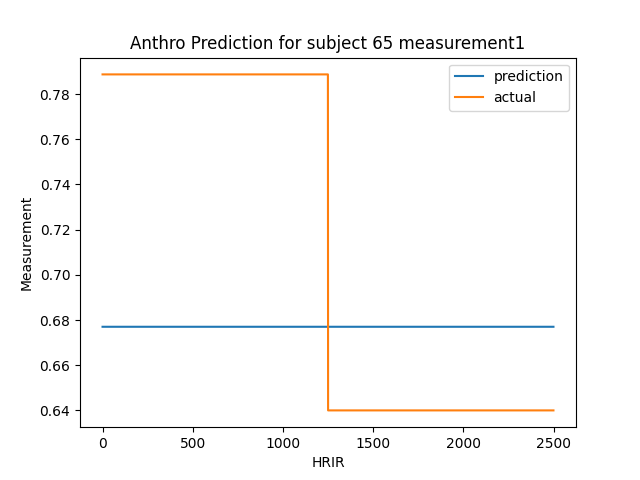 Anthro Prediction for subject 65 measurement1
prediction
actual
Measurement
0.78
0.76
0.74
0.72
0.70
0.68
0.66
0.64
0
500
1000
1500
2000
2500
HRIR